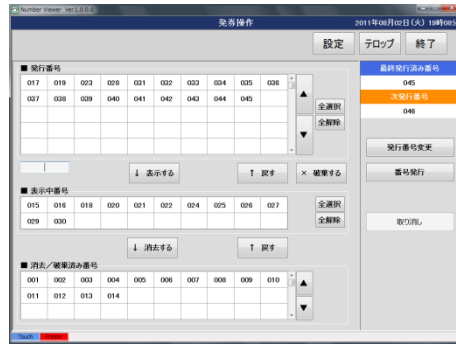 Number Viewer Ver.1.6.0.0
発券操作
2011年08月02日(火) 19時08分
設定
テロップ
終了
■ 発行番号
017 019 023 028 031 032 033 034 035 036
037 038 039 040 041 042 043 044 045
全選択
全解除
▲
▼
↓ 表示する
↑ 戻す
× 破棄する
■ 表示中番号
015 016 018 020 021 022 024 025 026 027
029 030
全選択
全解除
↓ 消去する
↑ 戻す
■ 消去/破棄済み番号
001 002 003 004 005 006 007 008 009 010
011 012 013 014
▲
▼
最終発行済み番号
045
次発行番号
046
発行番号変更
番号発行
取り消し
Touch